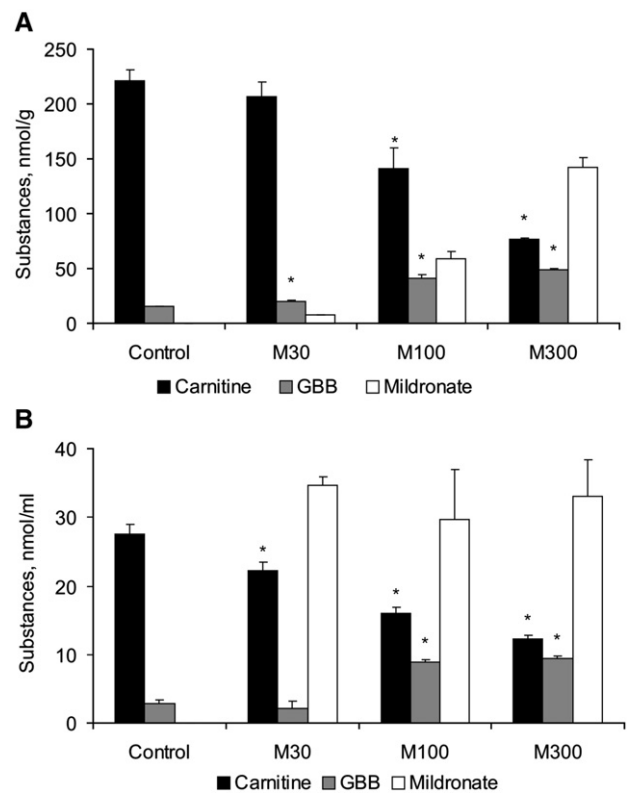 A
Substances, nmol/g
250
200
150
100
50
0
*
*
*
*
*
Control M30 M100 M300
Carnitine GBB Mildronate
B
Substances, nmol/ml
40
30
20
10
0
*
*
*
*
*
Control M30 M100 M300
Carnitine GBB Mildronate